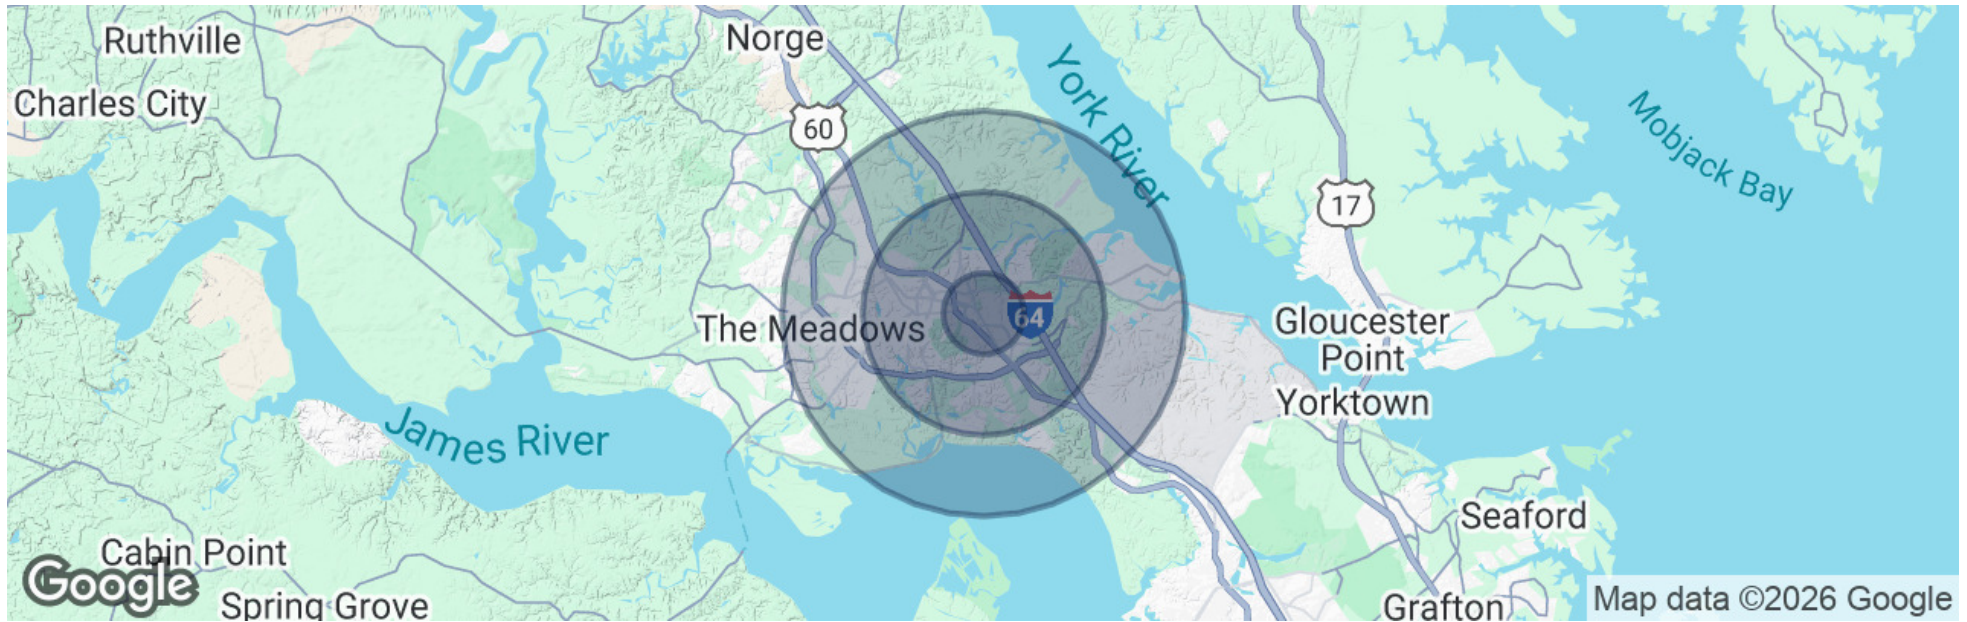 Ruthville
Norge
Charles City
60
York River
Mobjack Bay
17
64
The Meadows
Gloucester
Point
Yorktown
James River
Seaford
Cabin Point
Google
Spring Grove
Grafton
Map data ©2026 Google